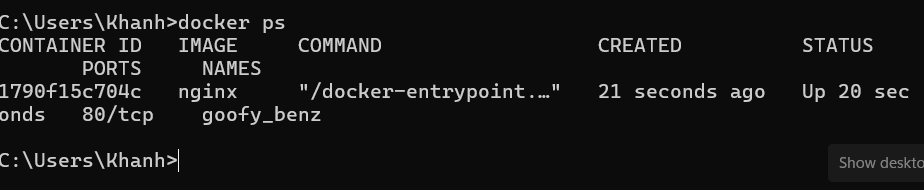 C:\Users\Khanh>docker ps
CONTAINER ID   IMAGE     COMMAND                  CREATED          STATUS
       PORTS     NAMES
1790f15c704c   nginx     "/docker-entrypoint.…"   21 seconds ago   Up 20 sec
onds   80/tcp    goofy_benz
C:\Users\Khanh>
Show deskto